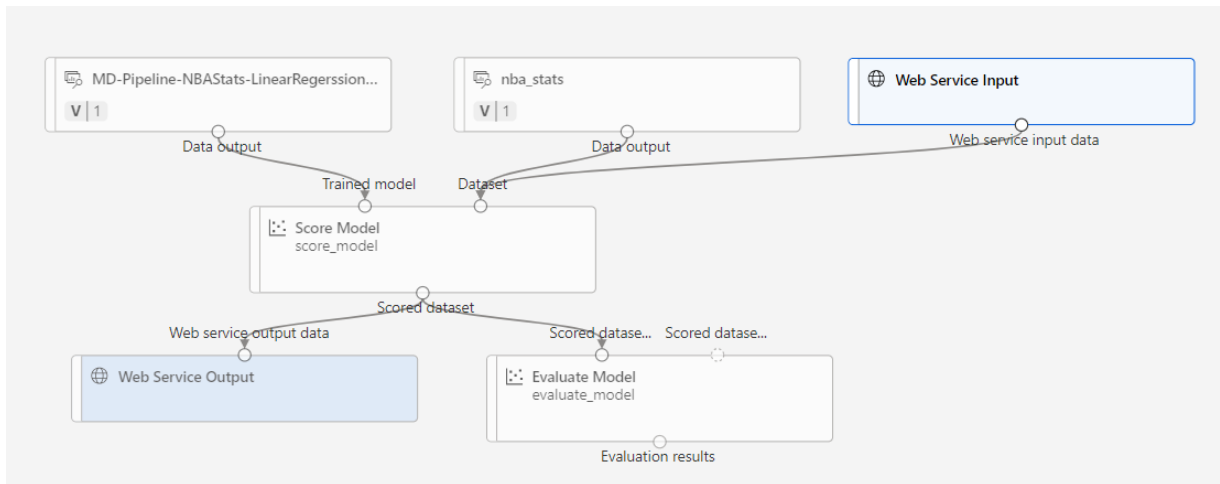 MD-Pipeline-NBAStats-LinearRegerssion...
V | 1
Data output
nba_stats
V | 1
Data output
Web Service Input
Web service input data
Trained model
Dataset
Score Model
score_model
Scored dataset
Web service output data
Scored datase...
Scored datase...
Web Service Output
Evaluate Model
evaluate_model
Evaluation results